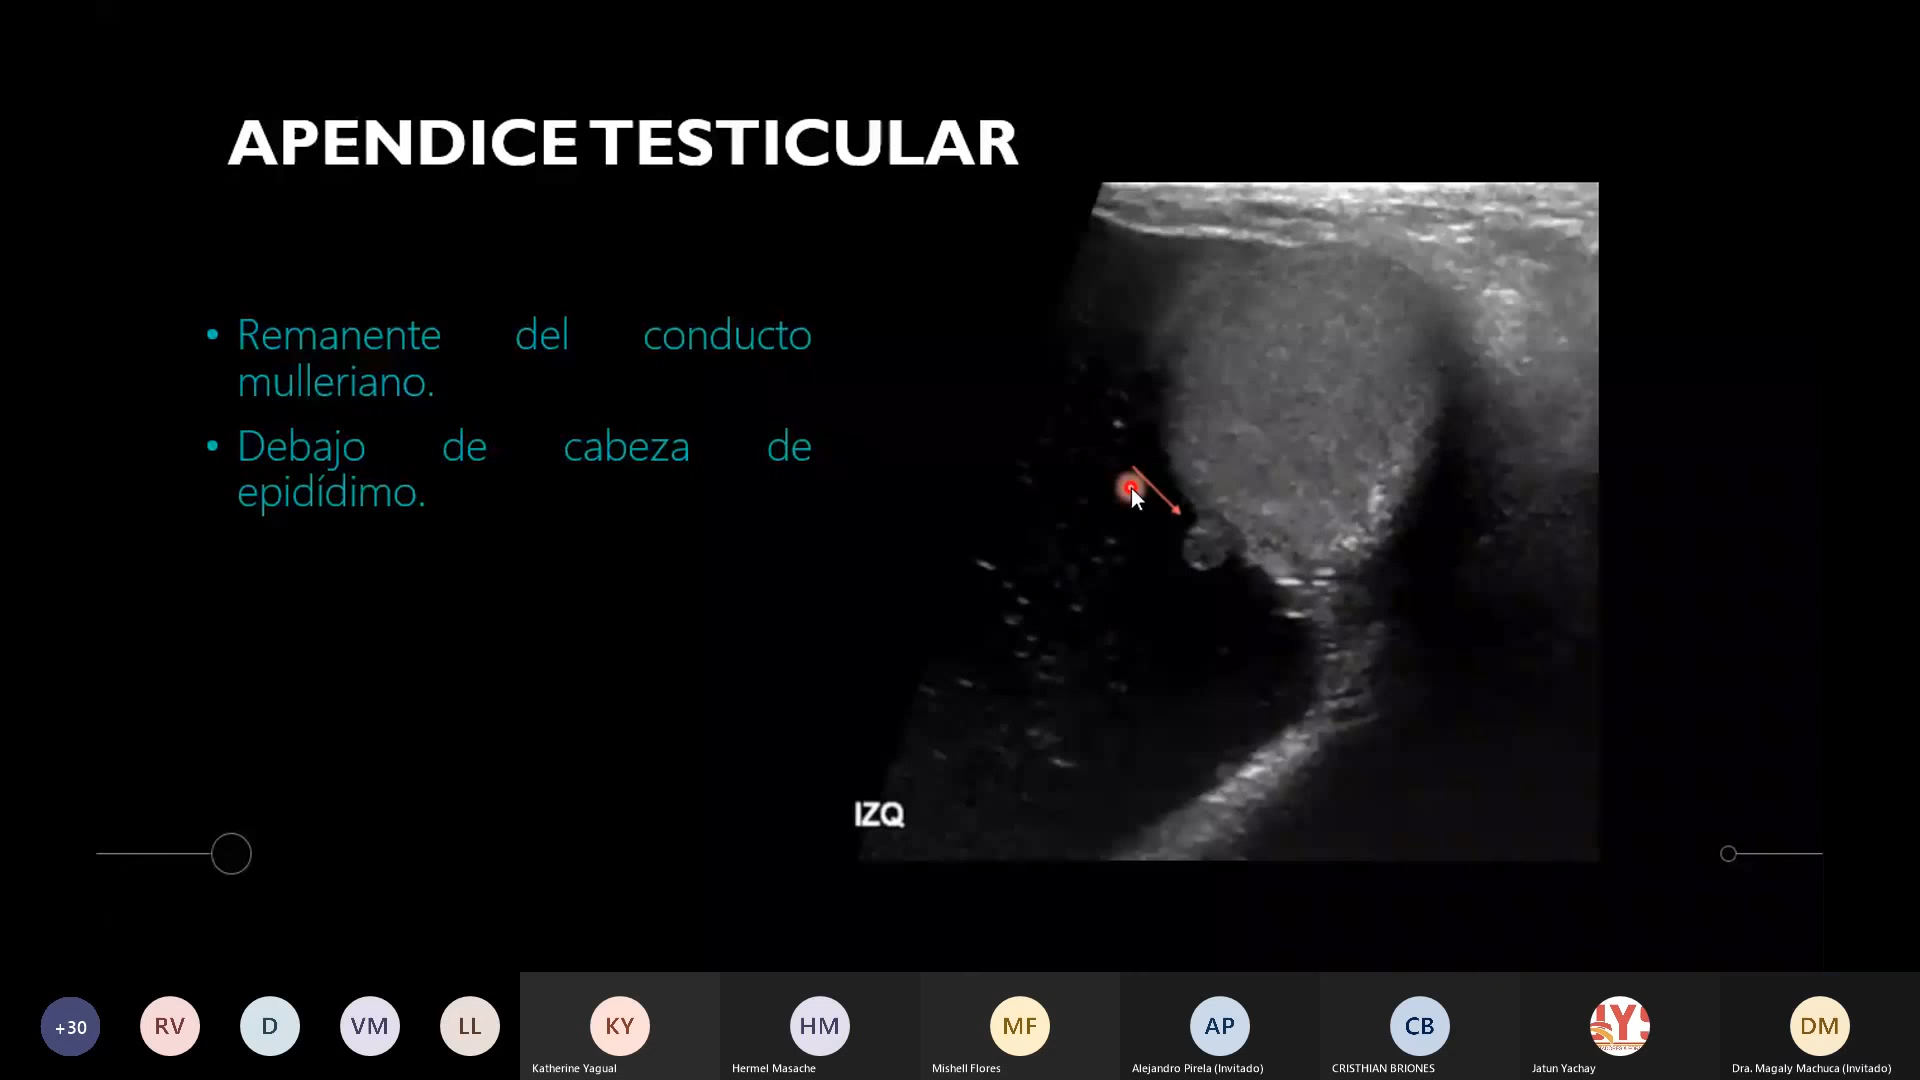 APENDICE TESTICULAR
• Remanente del conducto
mulleriano.
• Debajo de cabeza de
epidídimo.
IZQ
+30
RV
D
VM
LL
KY
HM
MF
AP
CB
DM
Katherine Yagual
Hermel Masache
Mishell Flores
Alejandro Pirela (Invitado)
CRISTHIAN BRIONES
Jatun Yachay
Dra. Magaly Machuca (Invitado)